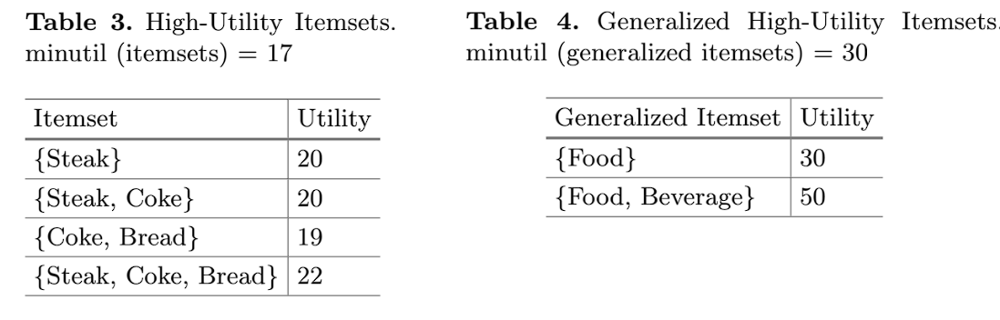 Table 3. High-Utility Itemsets.
minutil (itemsets) = 17
Itemset Utility
{Steak} 20
{Steak, Coke} 20
{Coke, Bread} 19
{Steak, Coke, Bread} 22
Table 4. Generalized High-Utility Itemsets.
minutil (generalized itemsets) = 30
Generalized Itemset Utility
{Food} 30
{Food, Beverage} 50